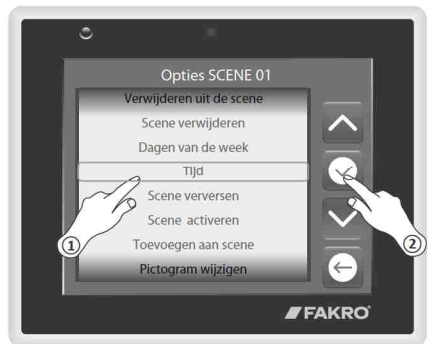 Opties SCENE 01
Verwijderen uit de scene
Scene verwijderen
Dagen van de week
Tijd
Scene verversen
Scene activeren
Toevoegen aan scene
Pictogram wijzigen
1
2
FAKRO